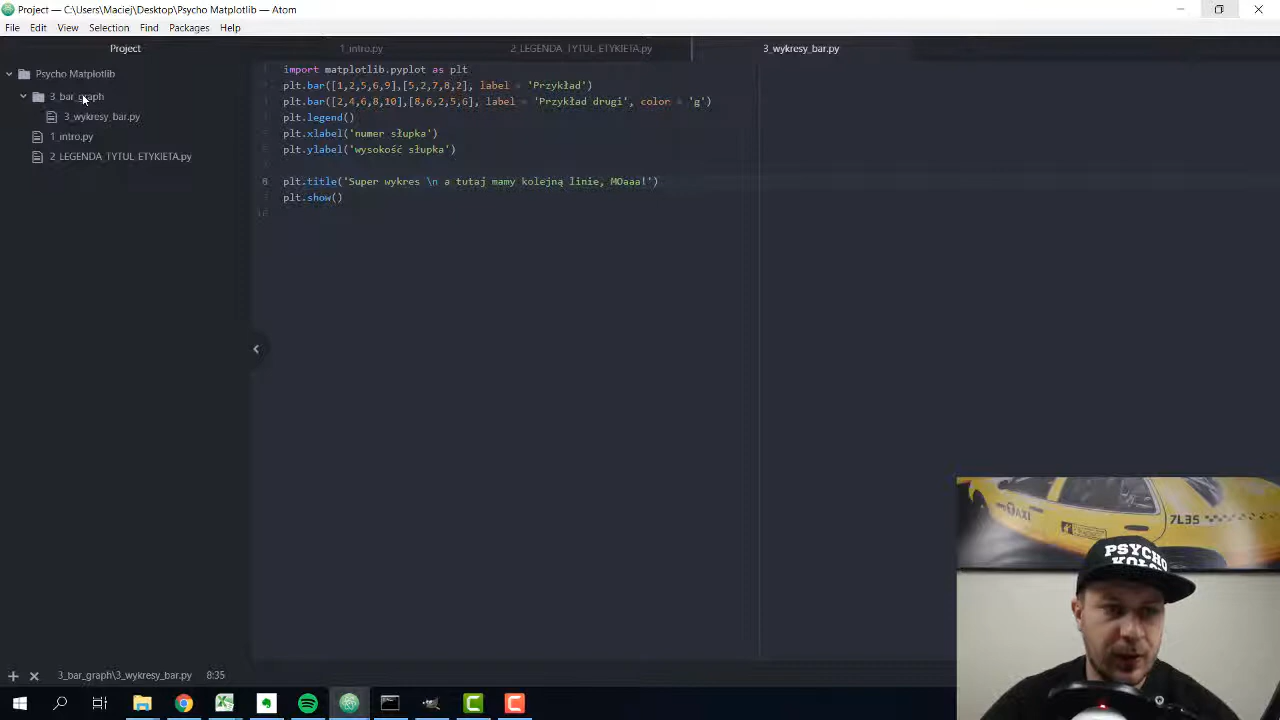 Project — C:\Users\Maciej\Desktop\Psycho Matplotlib — Atom
File Edit View Selection Find Packages Help
Project
1_intro.py
2_LEGENDA_TYTUL_ETYKIETA.py
3_wykresy_bar.py
Psycho Matplotlib
3_bar_graph
3_wykresy_bar.py
1_intro.py
2_LEGENDA_TYTUL_ETYKIETA.py
import matplotlib.pyplot as plt
plt.bar([1,2,5,6,9],[5,2,7,8,2], label = 'Przykład')
plt.bar([2,4,6,8,10],[8,6,2,5,6], label = 'Przykład drugi', color = 'g')
plt.legend()
plt.xlabel('numer słupka')
plt.ylabel('wysokość słupka')
8 plt.title('Super wykres \n a tutaj mamy kolejną linie, MOaaa!')
plt.show()
10
3_bar_graph\3_wykresy_bar.py 8:35
TAXI
7L35
PSYCHO